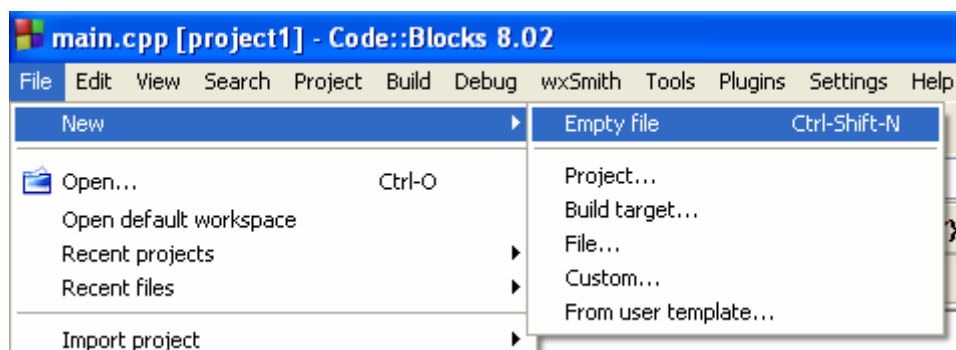 main.cpp [project1] - Code::Blocks 8.02
File Edit View Search Project Build Debug wxSmith Tools Plugins Settings Help
New
Empty file Ctrl-Shift-N
Open... Ctrl-O
Open default workspace
Recent projects
Recent files
Import project
Project...
Build target...
File...
Custom...
From user template...